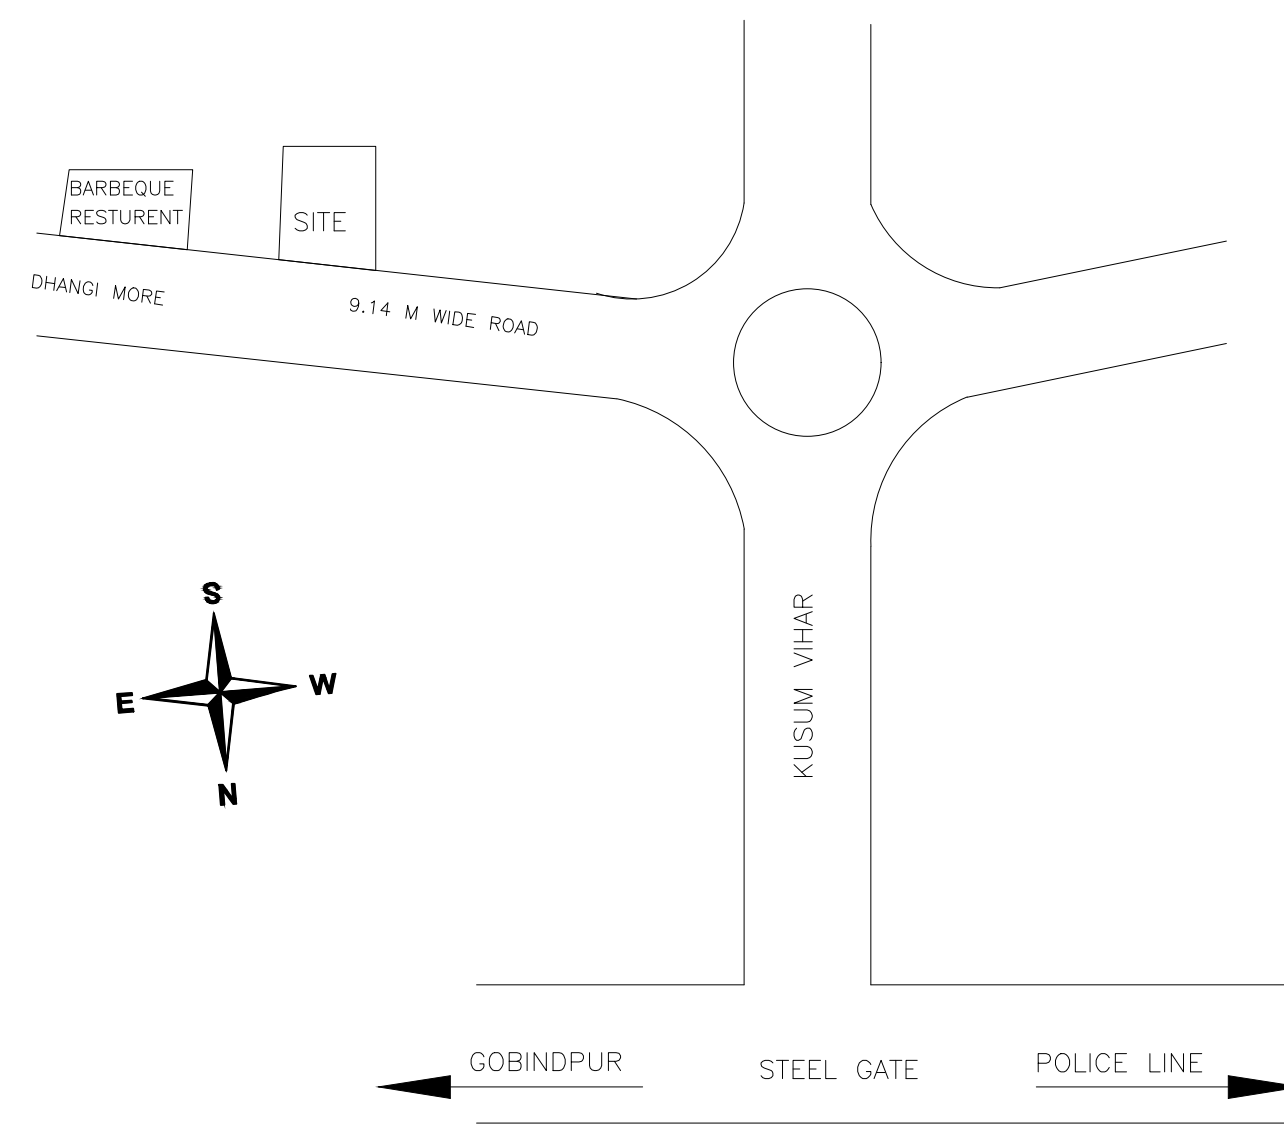 BARBEQUE
RESTURENT
SITE
DHANGI MORE
9.14 M WIDE ROAD
S
E
W
N
KUSUM VIHAR
GOBINDPUR
STEEL GATE
POLICE LINE